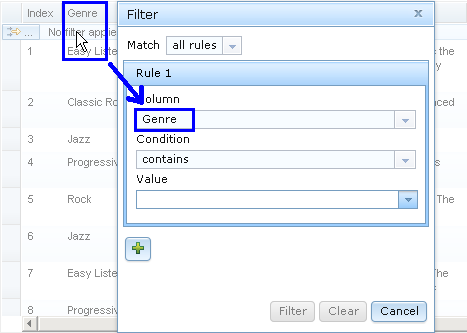 Index Genre
Filter
... No filter applie
Match all rules
1 Easy Liste the
Rule 1
Column
2 Classic Ro
Genre
Condition
3 Jazz
4 Progressiv
contains
Value
5 Rock The
6 Jazz
7 Easy Liste The
8 Progressiv
Filter Clear Cancel